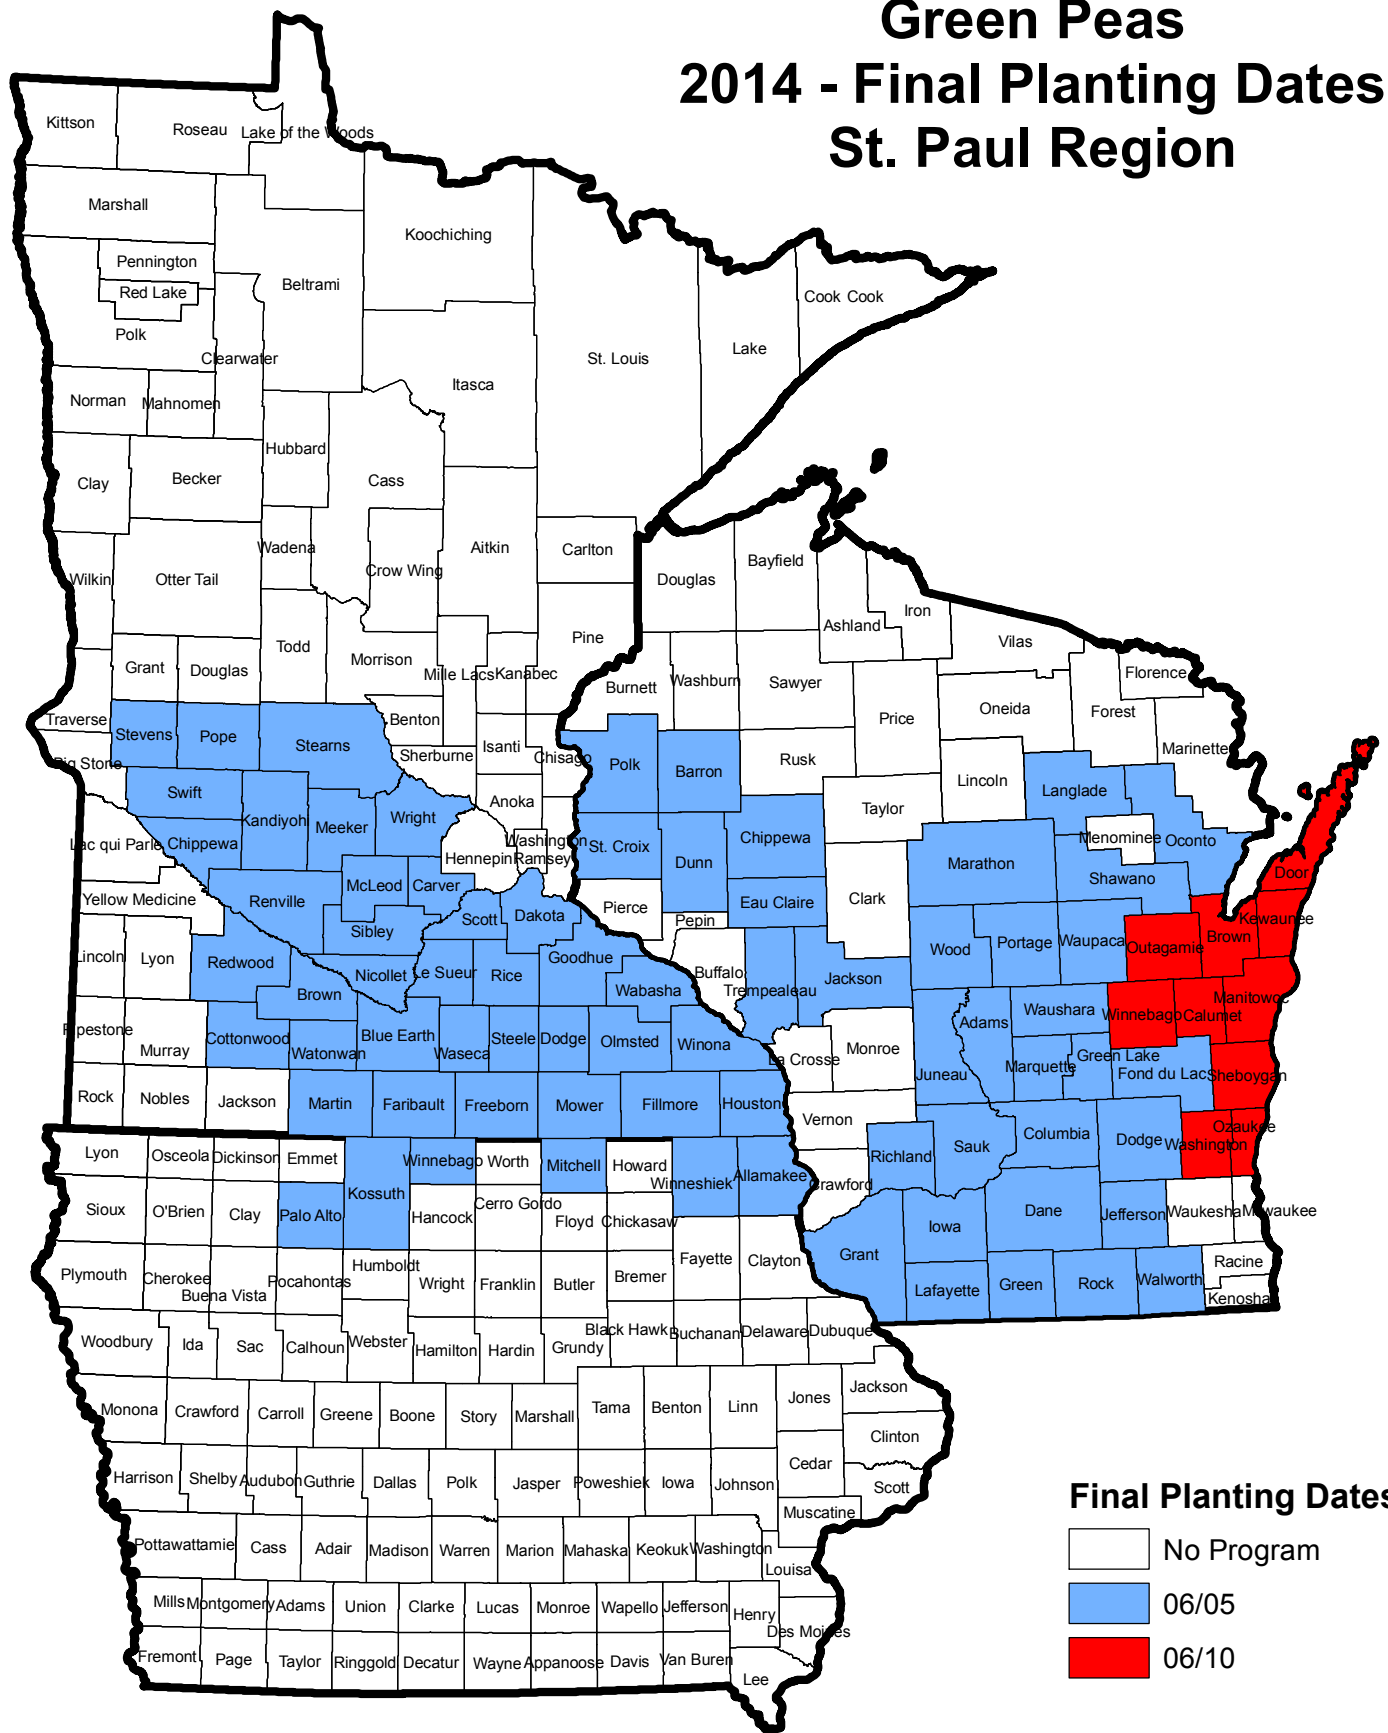 Green Peas
2014 - Final Planting Dates
St. Paul Region
Kittson
Roseau
Lake of the Woods
Marshall
Koochiching
Pennington
Beltrami
Red Lake
Cook Cook
Polk
Lake
St. Louis
Clearwater
Itasca
Norman
Mahnomen
Hubbard
Becker
Cass
Clay
Aitkin
Carlton
Wadena
Bayfield
Crow Wing
Otter Tail
Wilkin
Douglas
Iron
Ashland
Pine
Vilas
Todd
Morrison
Grant
Douglas
Mille Lacs
Kanabec
Florence
Burnett
Washburn
Sawyer
Oneida
Forest
Price
Traverse
Benton
Stevens
Pope
Stearns
Isanti
Marinette
Sherburne
Chisago
Big Stone
Polk
Barron
Rusk
Lincoln
Langlade
Swift
Anoka
Taylor
Kandiyoh
Meeker
Wright
Chippewa
Menominee
Oconto
Lac qui Parle
Chippewa
Washington
St. Croix
Hennepin
Ramsey
Dunn
Marathon
Door
Shawano
McLeod
Carver
Yellow Medicine
Renville
Eau Claire
Clark
Pierce
Pepin
Scott
Dakota
Kewaunee
Sibley
Brown
Outagamie
Wood
Portage
Waupaca
Lincoln
Lyon
Redwood
Goodhue
Nicollet
Le Sueur
Rice
Buffalo
Jackson
Trempealeau
Wabasha
Brown
Manitowoc
Waushara
Winnebago
Calumet
Adams
Pipestone
Cottonwood
Blue Earth
Steele
Dodge
Olmsted
Winona
Murray
Watonwan
Waseca
La Crosse
Monroe
Green Lake
Marquette
Juneau
Fond du Lac
Sheboygan
Rock
Nobles
Jackson
Martin
Faribault
Freeborn
Mower
Fillmore
Houston
Vernon
Columbia
Ozaukee
Dodge
Washington
Sauk
Lyon
Osceola
Dickinson
Emmet
Winnebago
Worth
Mitchell
Howard
Richland
Winneshiek
Allamakee
Crawford
Kossuth
Sioux
O'Brien
Clay
Palo Alto
Hancock
Cerro Gordo
Floyd
Chickasaw
Iowa
Dane
Jefferson
Waukesha
Milwaukee
Grant
Fayette
Clayton
Racine
Plymouth
Cherokee
Buena Vista
Pocahontas
Humboldt
Wright
Franklin
Butler
Bremer
Lafayette
Green
Rock
Walworth
Kenosha
Woodbury
Ida
Sac
Calhoun
Webster
Hamilton
Hardin
Grundy
Black Hawk
Buchanan
Delaware
Dubuque
Monona
Crawford
Carroll
Greene
Boone
Story
Marshall
Tama
Benton
Linn
Jones
Jackson
Clinton
Harrison
Shelby
Audubon
Guthrie
Dallas
Polk
Jasper
Poweshiek
Iowa
Johnson
Cedar
Scott
Muscatine
Final Planting Dates
Pottawattamie
Cass
Adair
Madison
Warren
Marion
Mahaska
Keokuk
Washington
Louisa
No Program
Mills
Montgomery
Adams
Union
Clarke
Lucas
Monroe
Wapello
Jefferson
Henry
Des Moines
06/05
Fremont
Page
Taylor
Ringgold
Decatur
Wayne
Appanoose
Davis
Van Buren
Lee
06/10